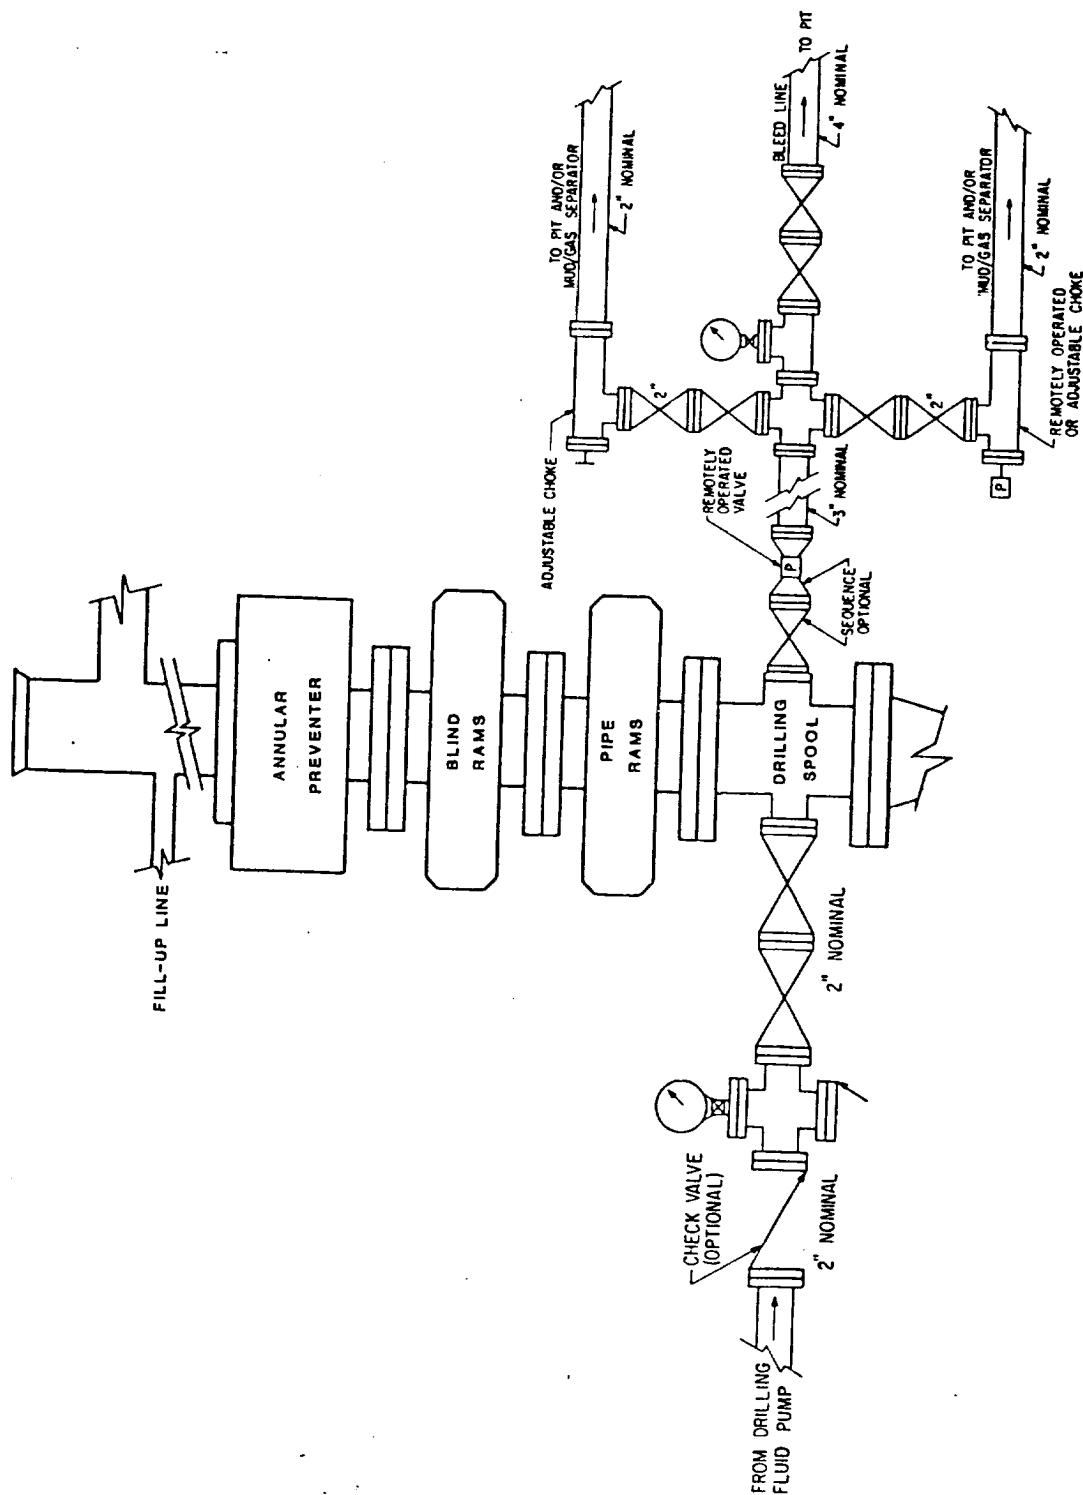 FILL-UP LINE
ANNULAR
PREVENTER
BLIND
RAMS
PIPE
RAMS
DRILLING
SPOOL
FROM DRILLING
FLUID PUMP
CHECK VALVE
(OPTIONAL)
2" NOMINAL
2" NOMINAL
SEQUENCE-
OPTIONAL
REMOTELY
OPERATED
VALVE
P
3" NOMINAL
ADJUSTABLE CHOKE
2"
TO PIT AND/OR
MUD/GAS SEPARATOR
2" NOMINAL
BLEED LINE
TO PIT
4" NOMINAL
2"
P
TO PIT AND/OR
MUD/GAS SEPARATOR
2" NOMINAL
REMOTELY OPERATED
OR ADJUSTABLE CHOKE